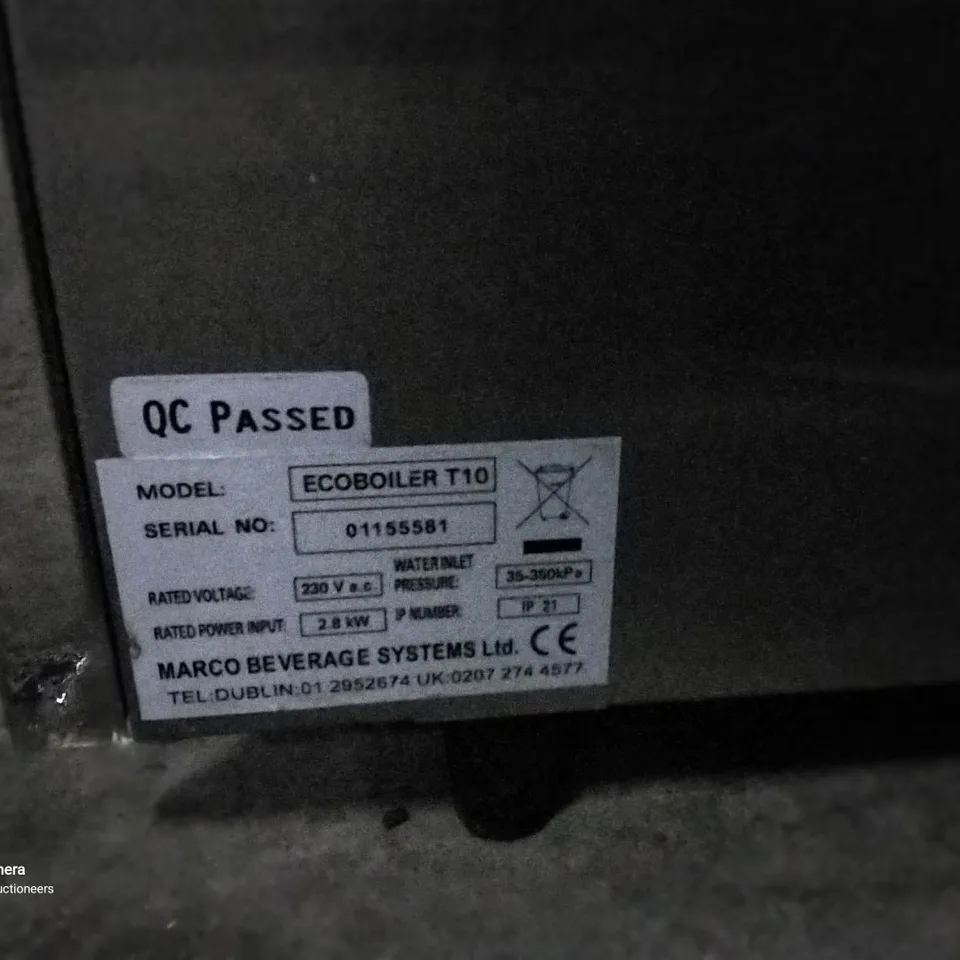 QC PASSED
MODEL: ECOBOILER T10
SERIAL NO: 01155581
RATED VOLTAGE: 230 V a.c. WATER INLET PRESSURE: 35-350kPa
RATED POWER INPUT: 2.8 kW IP NUMBER IP 21
MARCO BEVERAGE SYSTEMS Ltd. CE
TEL:DUBLIN:01 2952674 UK:0207 274 4577
nera
uctioneers